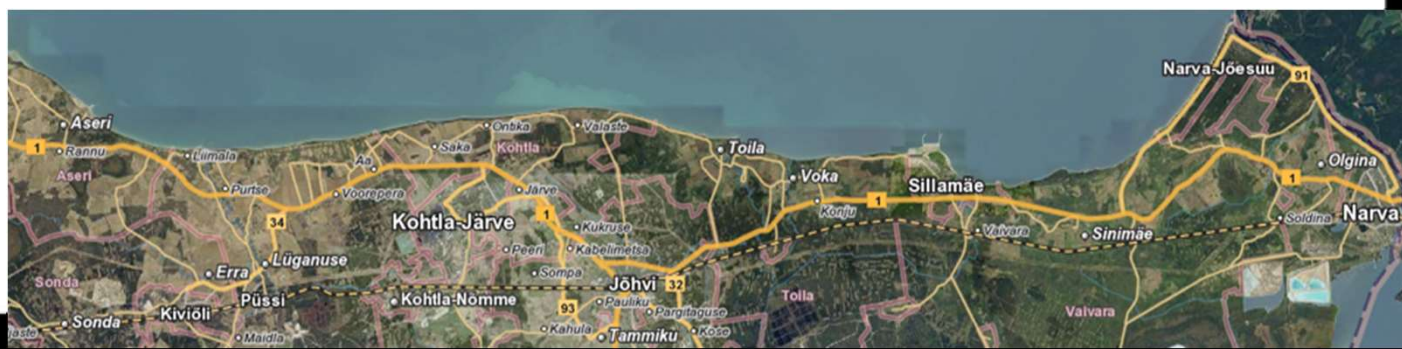 Narva-Jõesuu
91
Aseri
Ontika
Valaste
1
Rannu
Liimala
Aa
Saka
Kohtla
Toila
Olgina
Aseri
Purtse
Voorepera
Järve
Voka
Sillamäe
1
1
Konju
Soldina
Narva
34
Kohtla-Järve
1
Kukruse
Vaivara
Sinimäe
Peeri
Kabelimetsa
Lüganuse
Erra
Sompa
Sonda
Jõhvi
32
Püssi
Kohtla-Nõmme
Pauliku
Toila
Kiviõli
93
Pargitaguse
Vaivara
Sonda
Kahula
Kose
Maidla
Tammiku